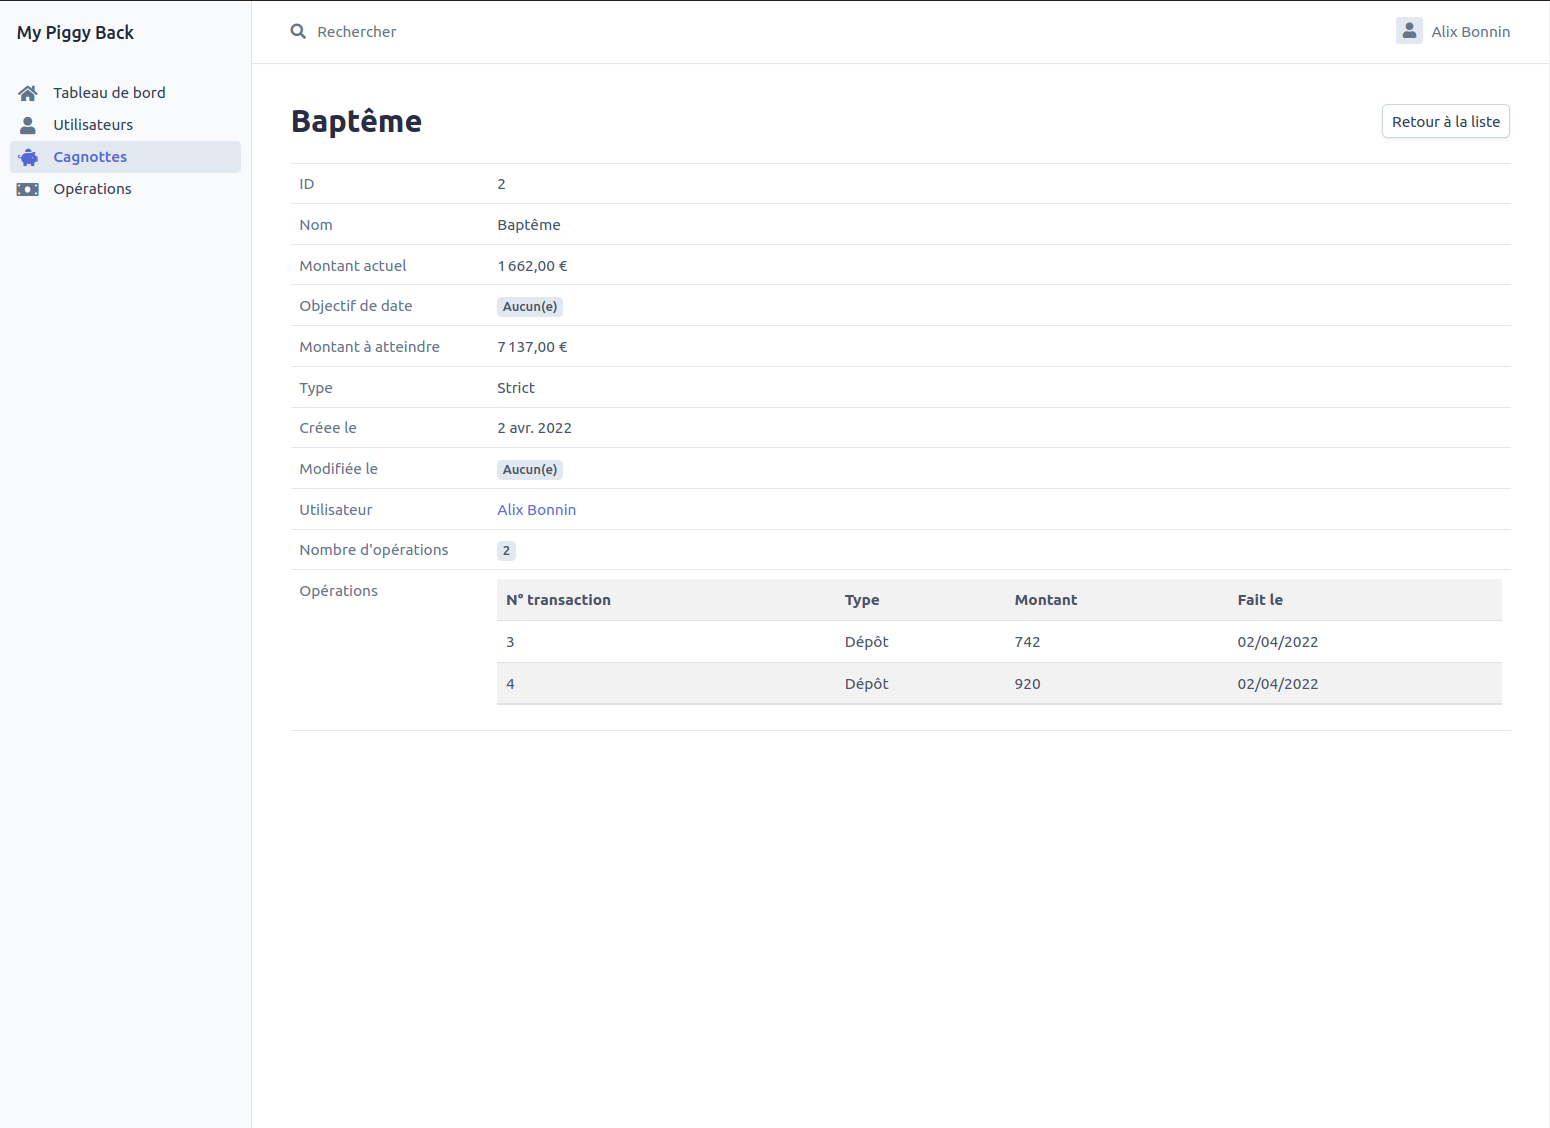 My Piggy Back
Rechercher
Alix Bonnin
Tableau de bord
Utilisateurs
Cagnottes
Opérations
Baptême
Retour à la liste
ID 2
Nom Baptême
Montant actuel 1 662,00 €
Objectif de date Aucun(e)
Montant à atteindre 7 137,00 €
Type Strict
Créee le 2 avr. 2022
Modifiée le Aucun(e)
Utilisateur Alix Bonnin
Nombre d'opérations 2
Opérations
N° transaction Type Montant Fait le
3 Dépôt 742 02/04/2022
4 Dépôt 920 02/04/2022